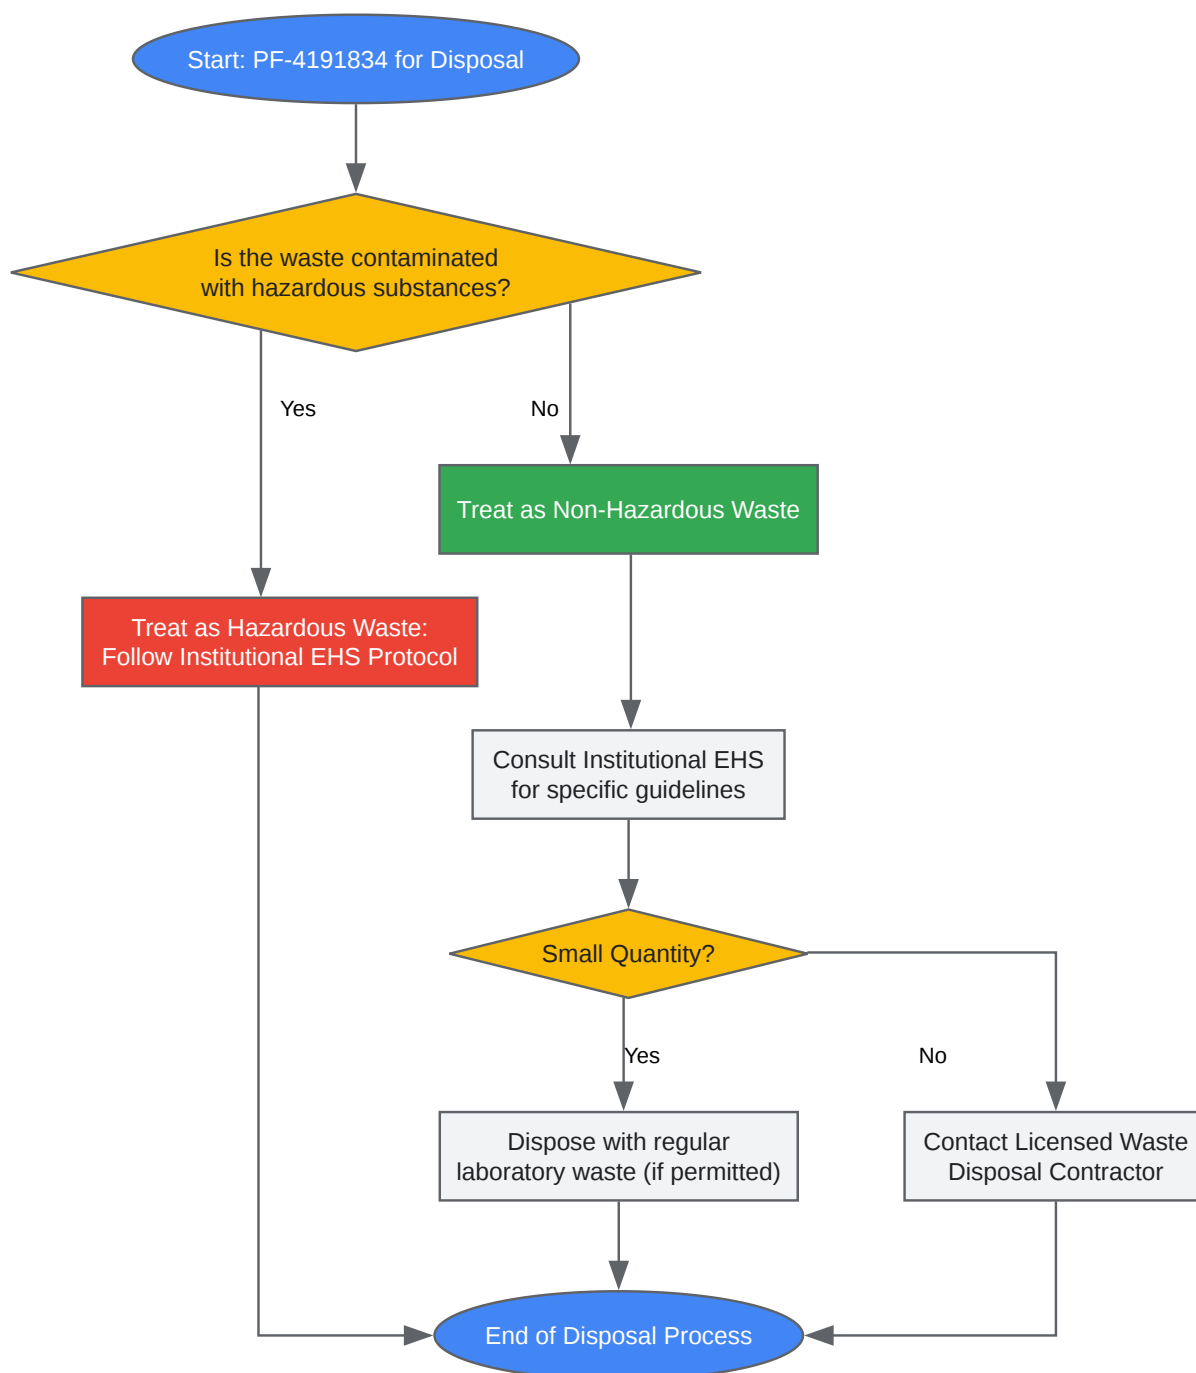 Start: PF-4191834 for Disposal
Is the waste contaminated
with hazardous substances?
Yes
No
Treat as Non-Hazardous Waste
Treat as Hazardous Waste:
Follow Institutional EHS Protocol
Consult Institutional EHS
for specific guidelines
Small Quantity?
Yes
No
Dispose with regular
laboratory waste (if permitted)
Contact Licensed Waste
Disposal Contractor
End of Disposal Process